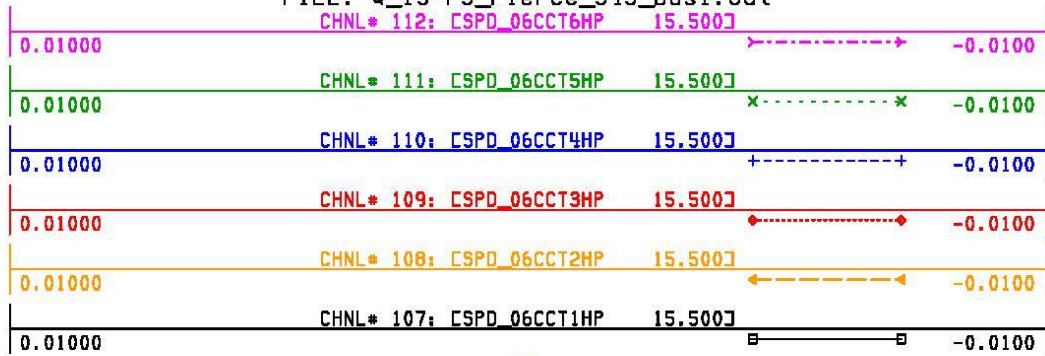 CHNL# 112: [SPD_06CCT6HP 15.500]
0.01000 -0.0100
CHNL# 111: [SPD_06CCT5HP 15.500]
0.01000 -0.0100
CHNL# 110: [SPD_06CCT4HP 15.500]
0.01000 -0.0100
CHNL# 109: [SPD_06CCT3HP 15.500]
0.01000 -0.0100
CHNL# 108: [SPD_06CCT2HP 15.500]
0.01000 -0.0100
CHNL# 107: [SPD_06CCT1HP 15.500]
0.01000 -0.0100